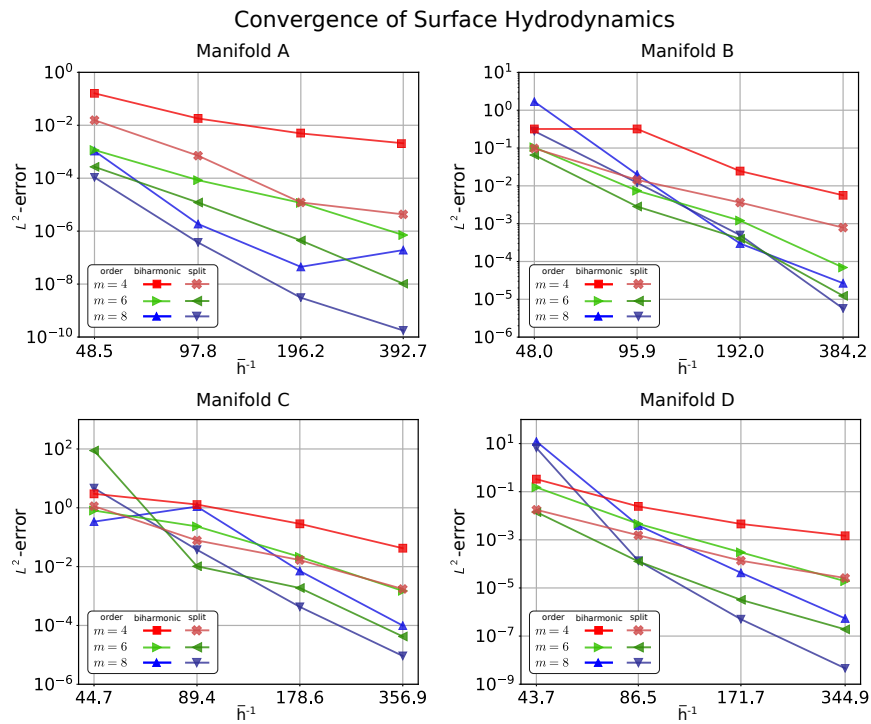 Convergence of Surface Hydrodynamics
Manifold A
10^0
10^-2
10^-4
10^-6
10^-8
10^-10
L^2-error
order biharmonic split
m = 4
m = 6
m = 8
48.5 97.8 196.2 392.7
h̄^-1
Manifold B
10^1
10^0
10^-1
10^-2
10^-3
10^-4
10^-5
10^-6
L^2-error
order biharmonic split
m = 4
m = 6
m = 8
48.0 95.9 192.0 384.2
h̄^-1
Manifold C
10^2
10^0
10^-2
10^-4
10^-6
L^2-error
order biharmonic split
m = 4
m = 6
m = 8
44.7 89.4 178.6 356.9
h̄^-1
Manifold D
10^1
10^-1
10^-3
10^-5
10^-7
10^-9
L^2-error
order biharmonic split
m = 4
m = 6
m = 8
43.7 86.5 171.7 344.9
h̄^-1